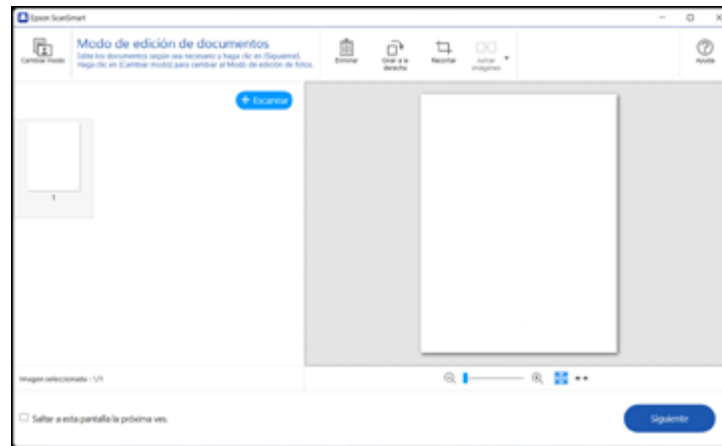 Epson ScanSmart
Cambiar modo
Modo de edición de documentos
Edite los documentos según sea necesario y haga clic en [Siguiente].
Haga clic en [Cambiar modo] para cambiar al Modo de edición de fotos.
Eliminar
Girar a la
derecha
Recortar
Juntar
imágenes
Ayuda
+ Escanear
1
Imagen seleccionada : 1/1
Saltar a esta pantalla la próxima ves.
Siguiente